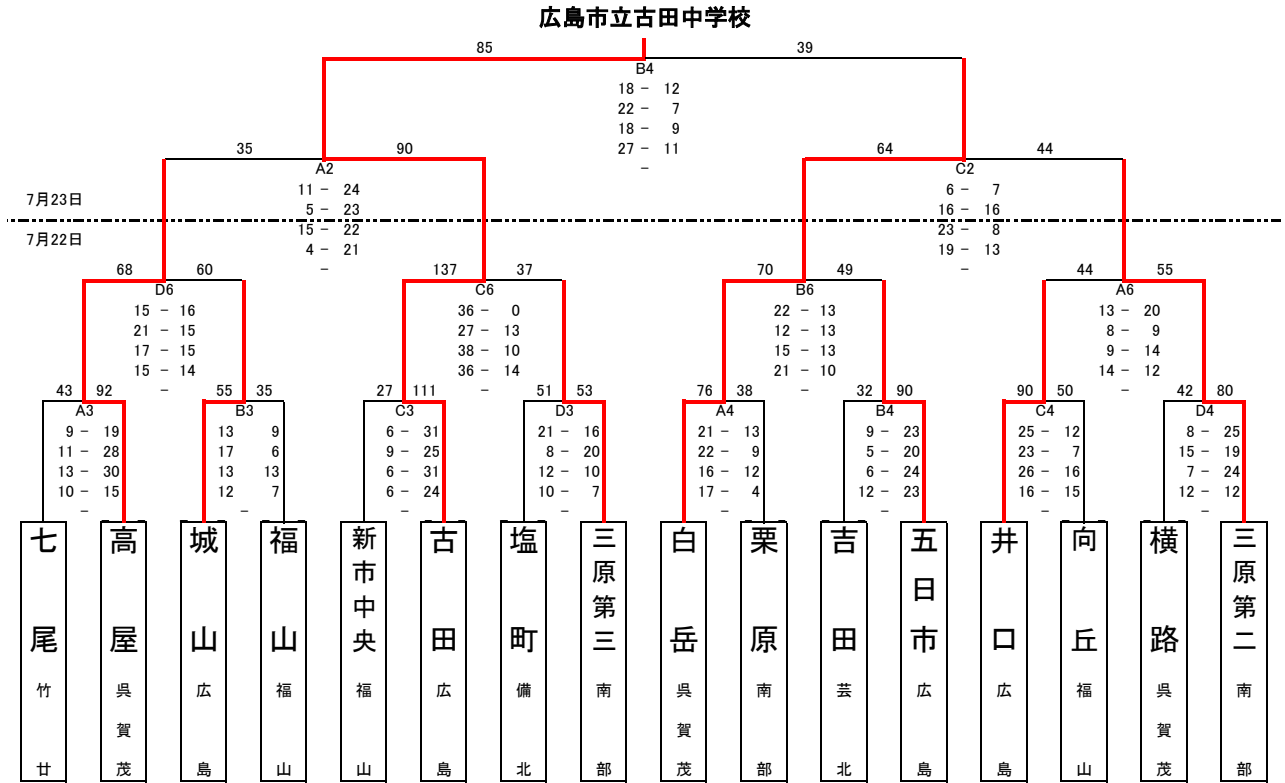 広島市立古田中学校
85 39
B4
18 - 12
22 - 7
18 - 9
27 - 11
-
35 90
A2
11 - 24
5 - 23
15 - 22
4 - 21
-
64 44
C2
6 - 7
16 - 16
23 - 8
19 - 13
-
7月23日
7月22日
68 60
D6
15 - 16
21 - 15
17 - 15
15 - 14
-
137 37
C6
36 - 0
27 - 13
38 - 10
36 - 14
-
70 49
B6
22 - 13
12 - 13
15 - 13
21 - 10
-
44 55
A6
13 - 20
8 - 9
9 - 14
14 - 12
-
43 92
A3
9 - 19
11 - 28
13 - 30
10 - 15
-
55 35
B3
13 9
17 6
13 13
12 7
-
27 111
C3
6 - 31
9 - 25
6 - 31
6 - 24
-
51 53
D3
21 - 16
8 - 20
12 - 10
10 - 7
-
76 38
A4
21 - 13
22 - 9
16 - 12
17 - 4
-
32 90
B4
9 - 23
5 - 20
6 - 24
12 - 23
-
90 50
C4
25 - 12
23 - 7
26 - 16
16 - 15
-
42 80
D4
8 - 25
15 - 19
7 - 24
12 - 12
-
七尾
竹廿
高屋
呉賀茂
城山
広島
福山
福山
新市中央
福山
古田
広島
塩町
備北
三原第三
南部
白岳
呉賀茂
栗原
南部
吉田
芸北
五日市
広島
井口
広島
向丘
福山
横路
呉賀茂
三原第二
南部